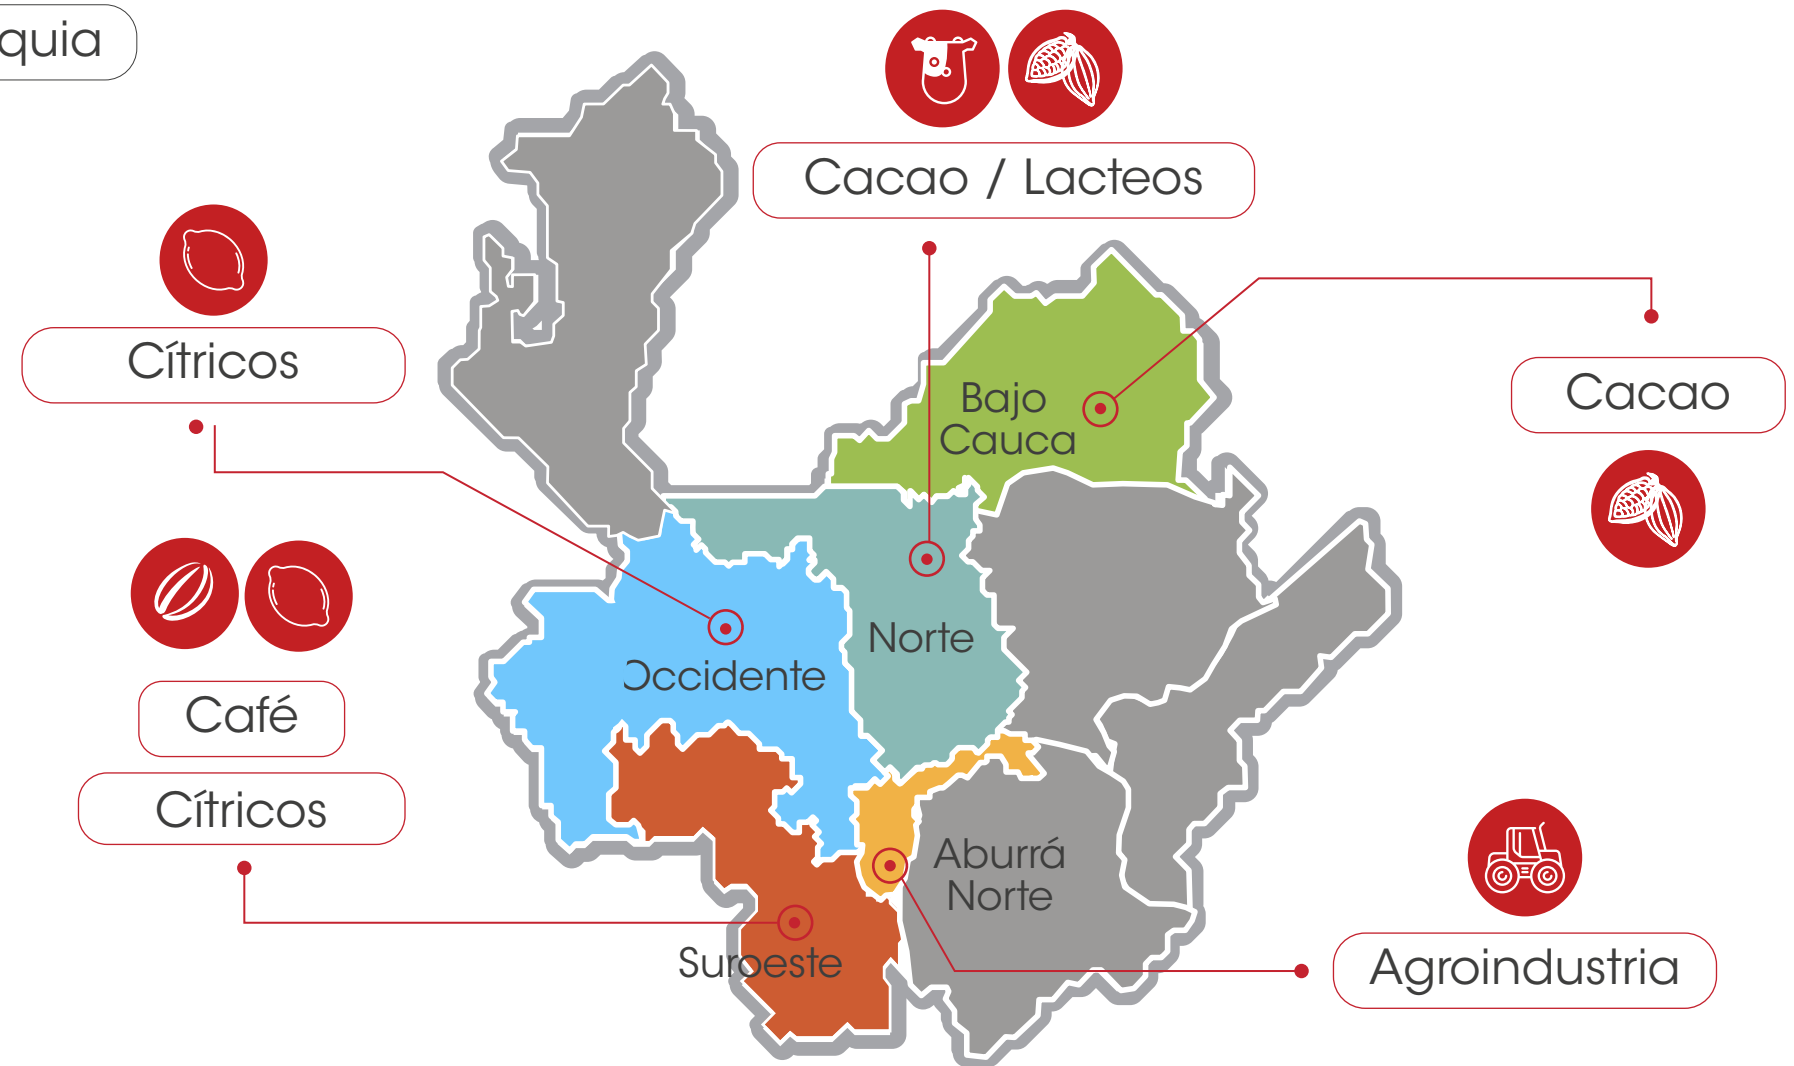 quia
Cacao / Lacteos
Cítricos
Cacao
Bajo
Cauca
Norte
Occidente
Café
Cítricos
Aburrá
Norte
Suroeste
Agroindustria